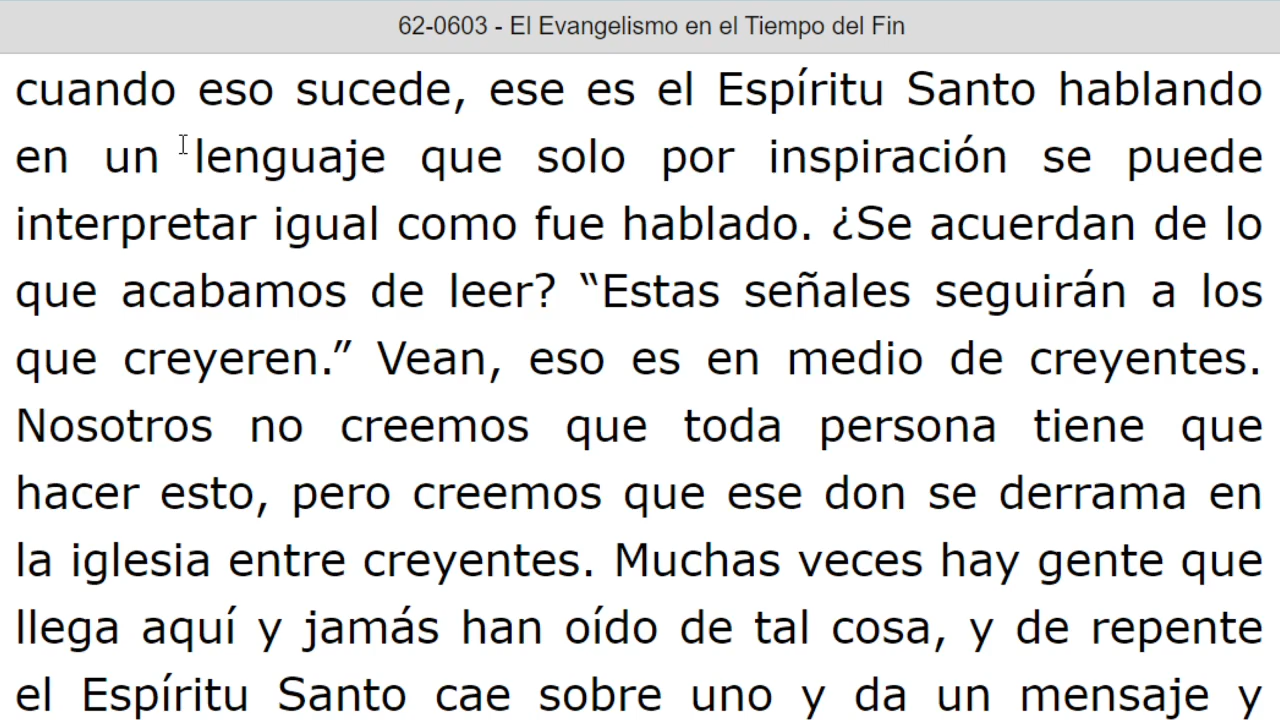 62-0603 - El Evangelismo en el Tiempo del Fin
cuando eso sucede, ese es el Espíritu Santo hablando
en un lenguaje que solo por inspiración se puede
interpretar igual como fue hablado. ¿Se acuerdan de lo
que acabamos de leer? “Estas señales seguirán a los
que creyeren.” Vean, eso es en medio de creyentes.
Nosotros no creemos que toda persona tiene que
hacer esto, pero creemos que ese don se derrama en
la iglesia entre creyentes. Muchas veces hay gente que
llega aquí y jamás han oído de tal cosa, y de repente
el Espíritu Santo cae sobre uno y da un mensaje y